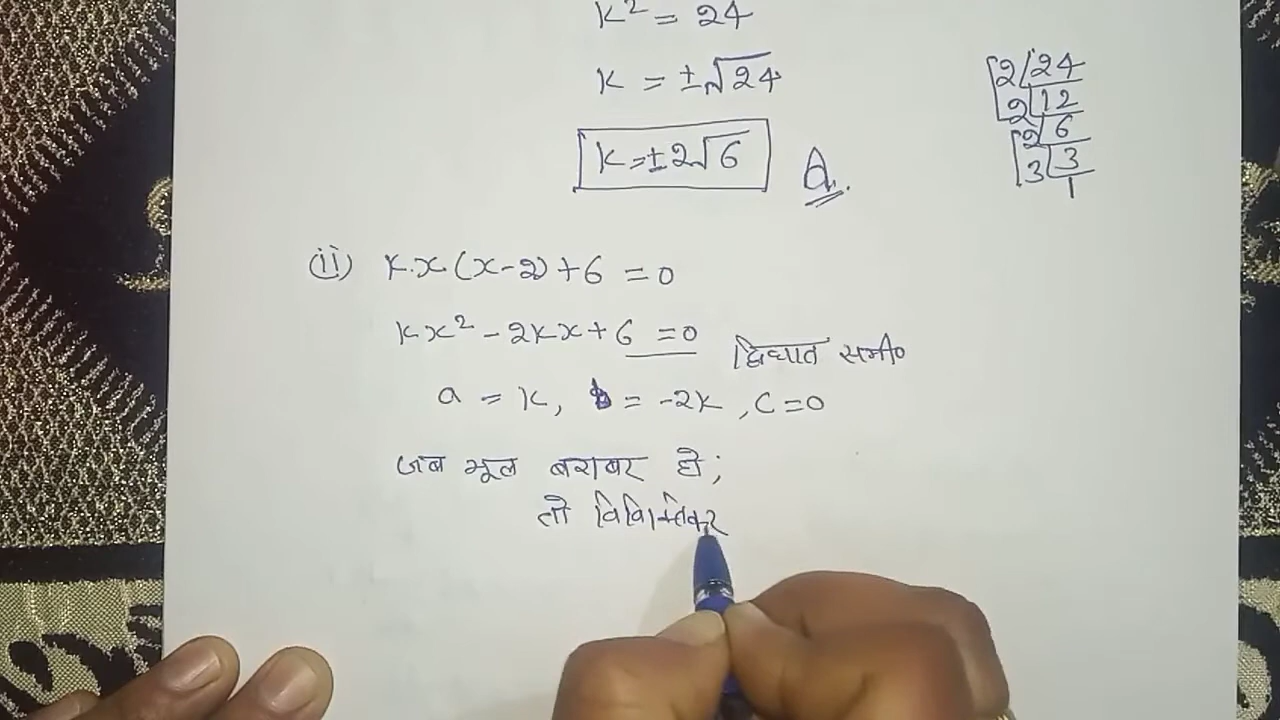 k² = 24
k = ±√24
k = ±2√6 A.
2 24
2 12
2 6
3 3
1
(ii) k.x.(x-2)+6 = 0
kx² - 2kx + 6 = 0 द्विघात समी०
a = k, b = -2k, c = 0
जब मूल बराबर हो;
तो विविक्तिकर